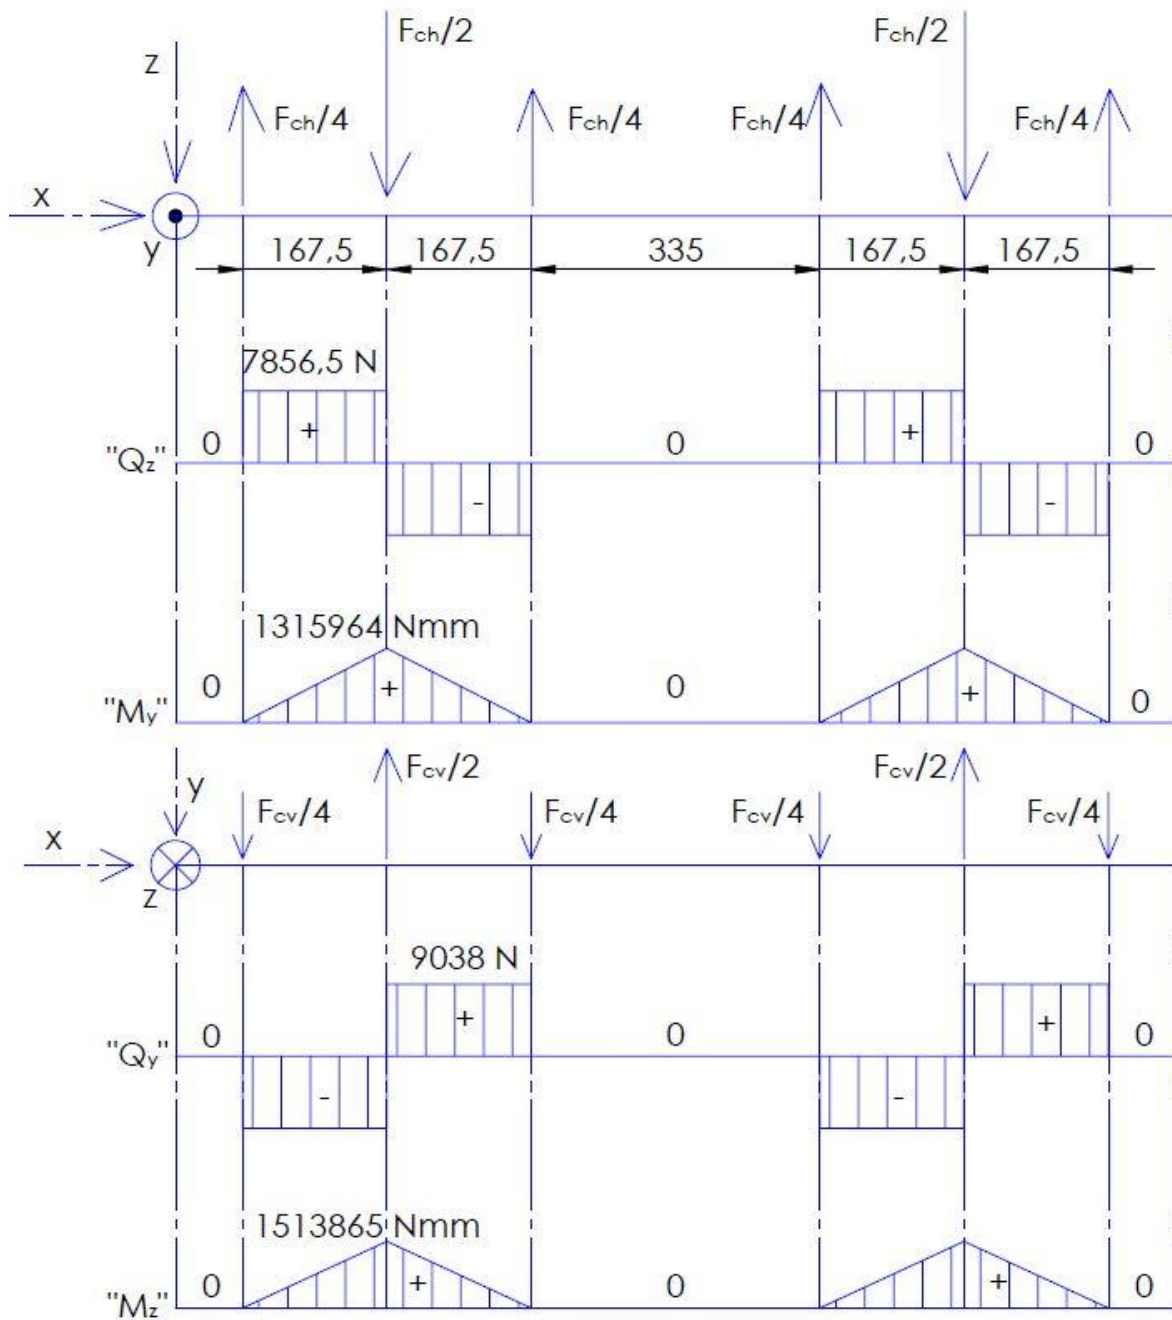 Fch/2 Fch/2
z
Fch/4 Fch/4 Fch/4 Fch/4
x
y
167,5 167,5 335 167,5 167,5
7856,5 N
+ +
0 0 0
"Qz"
- -
1315964 Nmm
+ +
0 0 0
"My"
Fcv/2 Fcv/2
y
Fcv/4 Fcv/4 Fcv/4 Fcv/4
x
z
9038 N
+ +
0 0 0
"Qy"
- -
1513865 Nmm
+ +
0 0 0
"Mz"